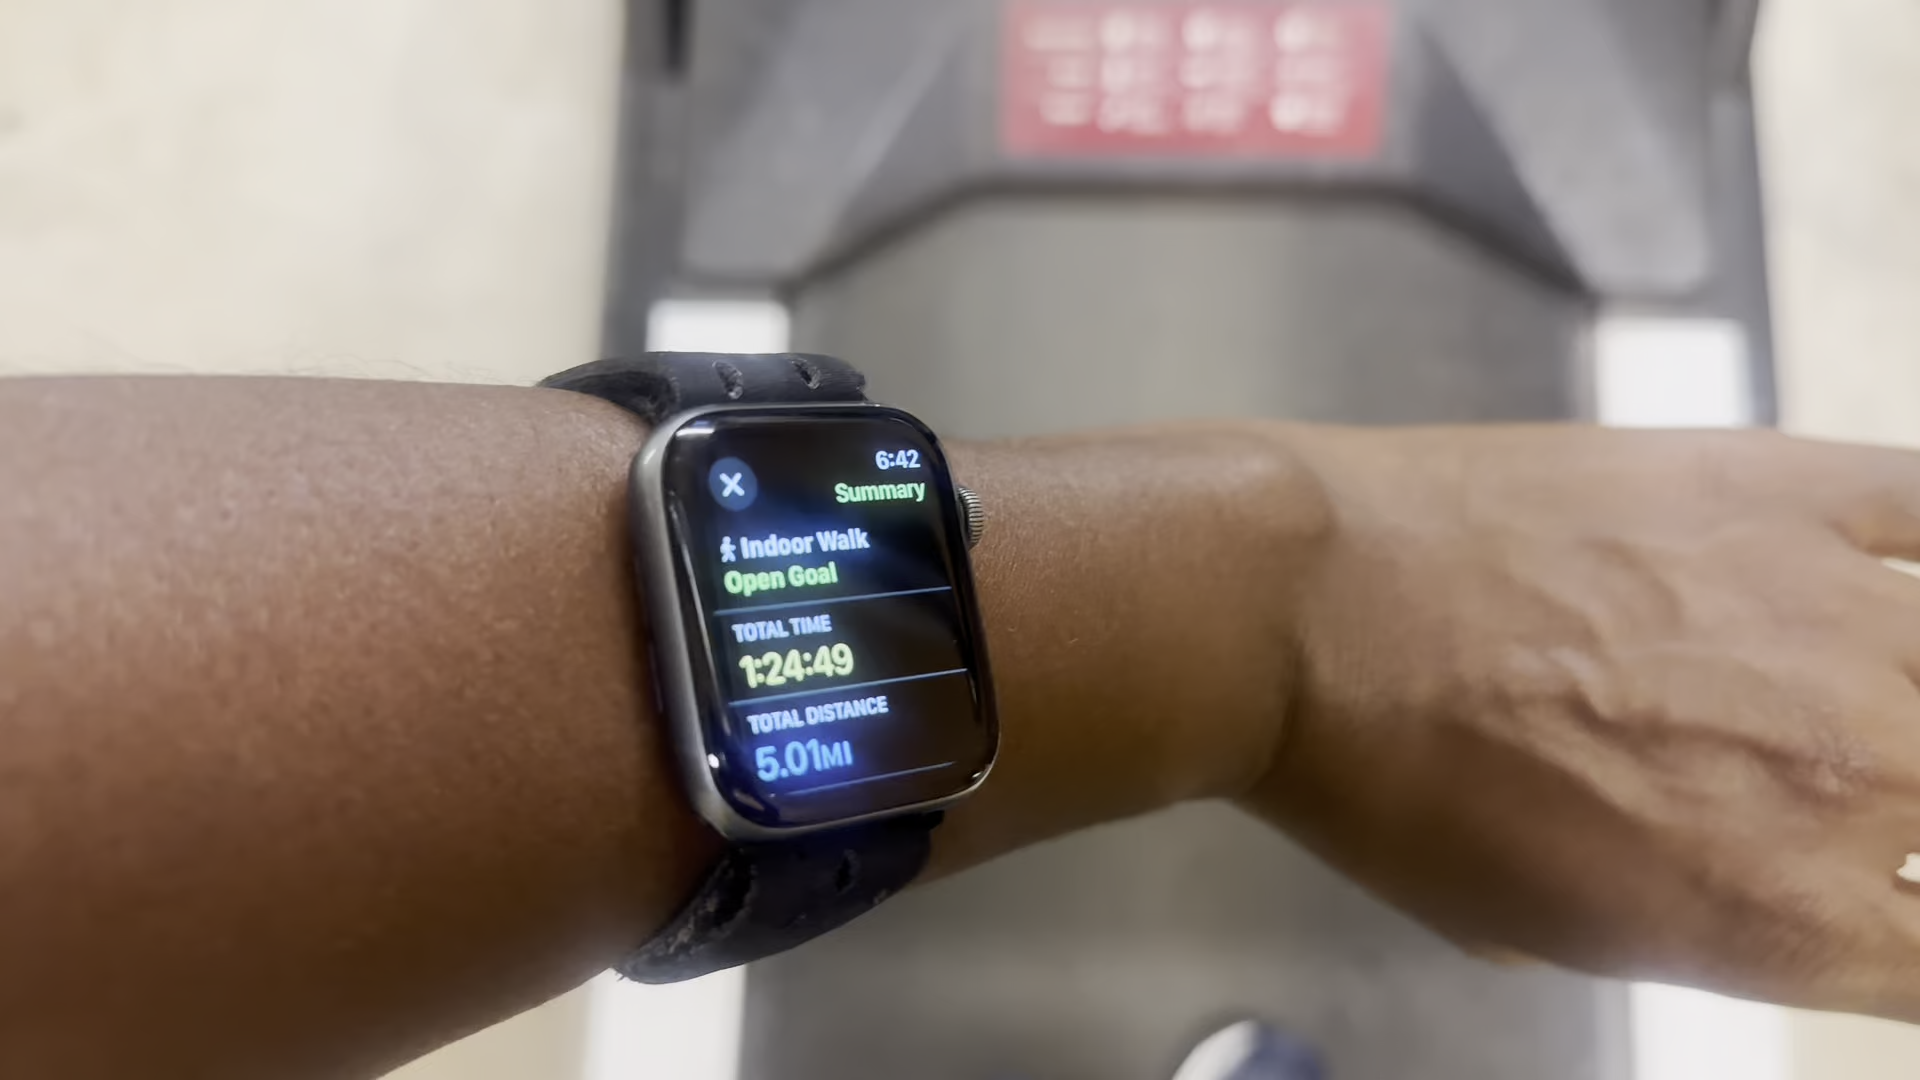 6:42
Summary
Indoor Walk
Open Goal
TOTAL TIME
1:24:49
TOTAL DISTANCE
5.01MI